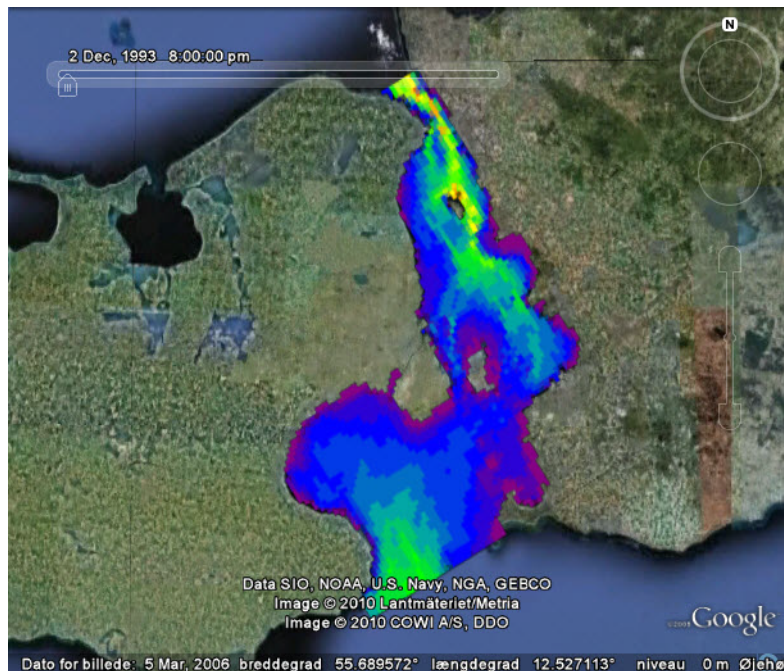 N
2 Dec, 1993 8:00:00 pm
Data SIO, NOAA, U.S. Navy, NGA, GEBCO
Image © 2010 Lantmäteriet/Metria
Image © 2010 COWI A/S, DDO
Google
Dato for billede: 5 Mar, 2006 breddegrad 55.689572° længdegrad 12.527113° niveau 0 m Øjen